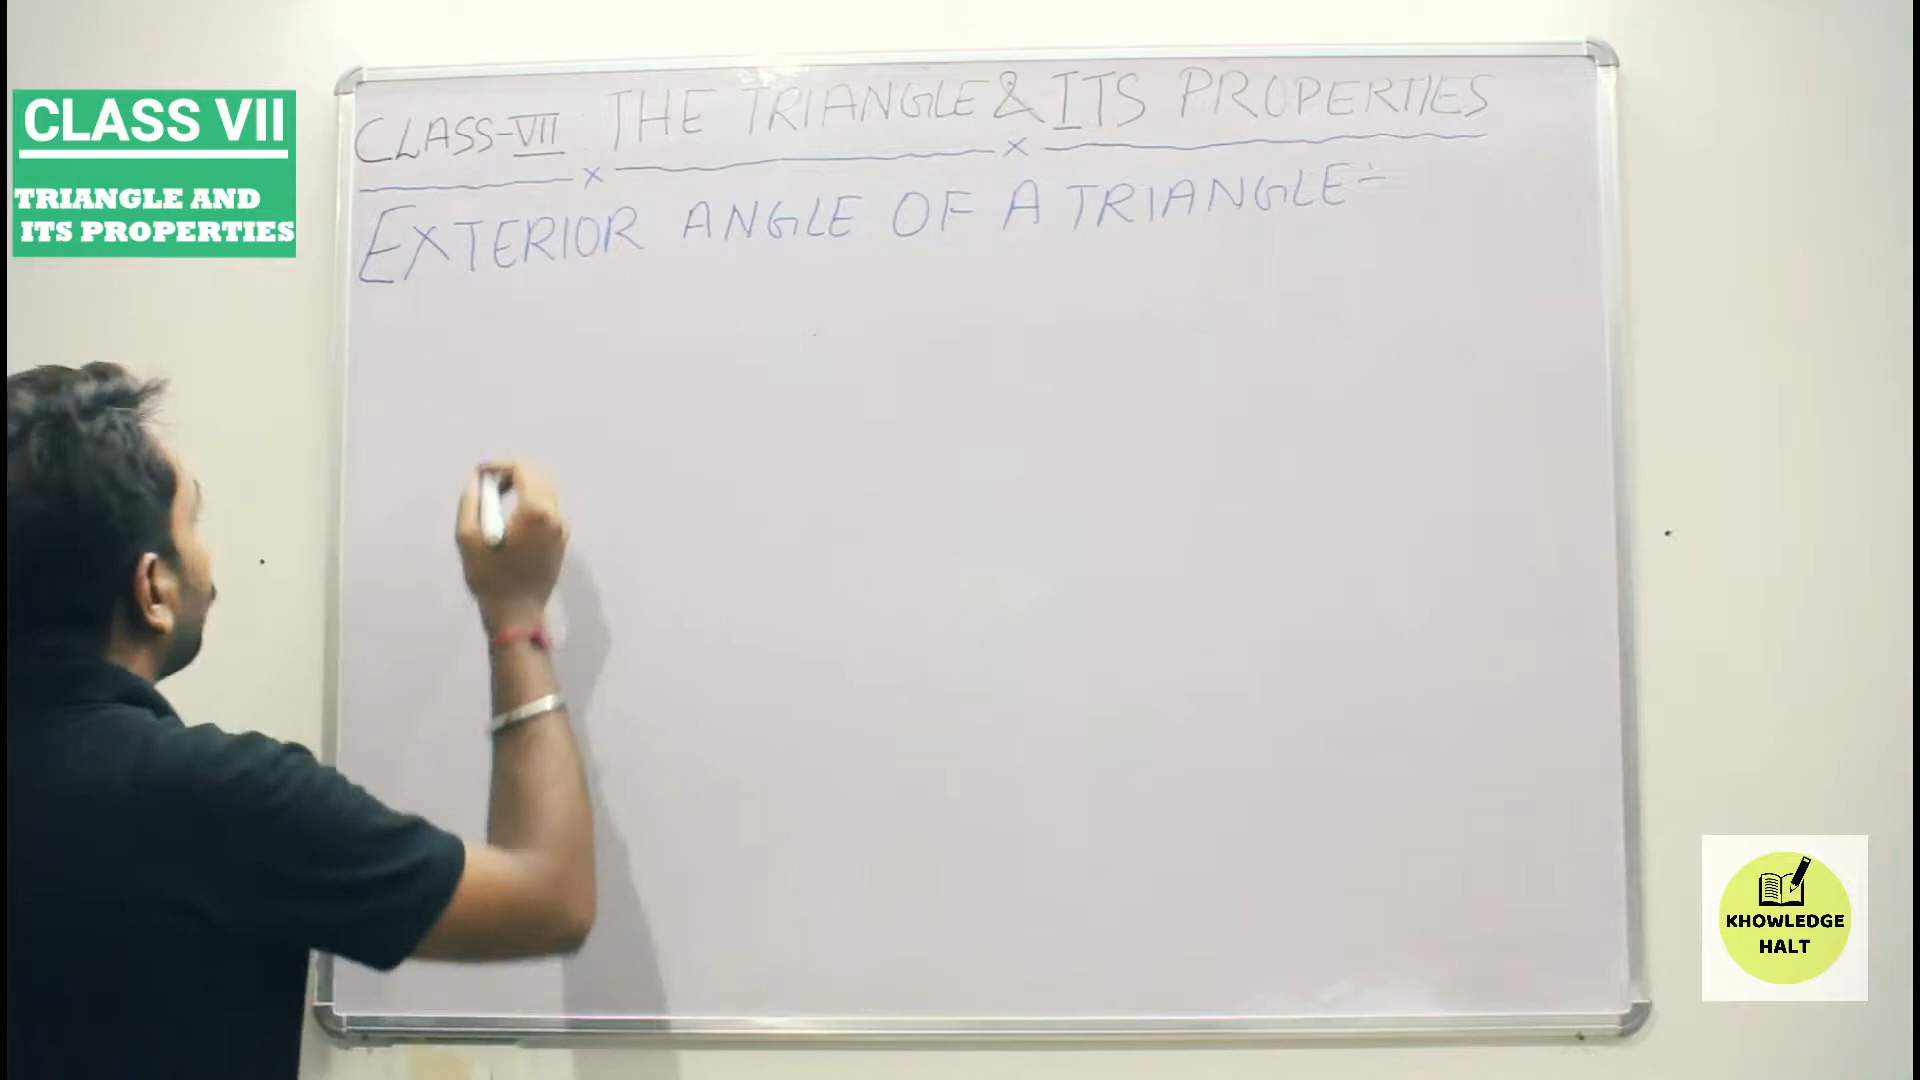 CLASS VII
TRIANGLE AND
ITS PROPERTIES
CLASS-VII THE TRIANGLE & ITS PROPERTIES
EXTERIOR ANGLE OF A TRIANGLE÷
KHOWLEDGE
HALT